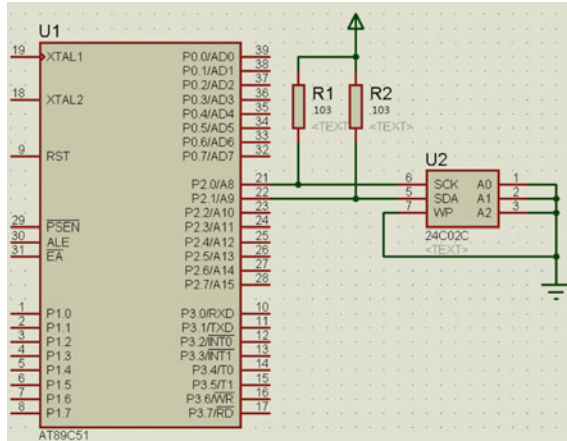 U1
19 XTAL1 P0.0/AD0 39
P0.1/AD1 38
P0.2/AD2 37
18 XTAL2 P0.3/AD3 36
P0.4/AD4 35
P0.5/AD5 34
P0.6/AD6 33
9 RST P0.7/AD7 32
P2.0/A8 21
P2.1/A9 22
P2.2/A10 23
29 PSEN P2.3/A11 24
30 ALE P2.4/A12 25
31 EA P2.5/A13 26
P2.6/A14 27
P2.7/A15 28
1 P1.0 P3.0/RXD 10
2 P1.1 P3.1/TXD 11
3 P1.2 P3.2/INT0 12
4 P1.3 P3.3/INT1 13
5 P1.4 P3.4/T0 14
6 P1.5 P3.5/T1 15
7 P1.6 P3.6/WR 16
8 P1.7 P3.7/RD 17
AT89C51
R1
.103
<TEXT>
R2
.103
<TEXT>
U2
6 SCK A0 1
5 SDA A1 2
7 WP A2 3
24C02C
<TEXT>